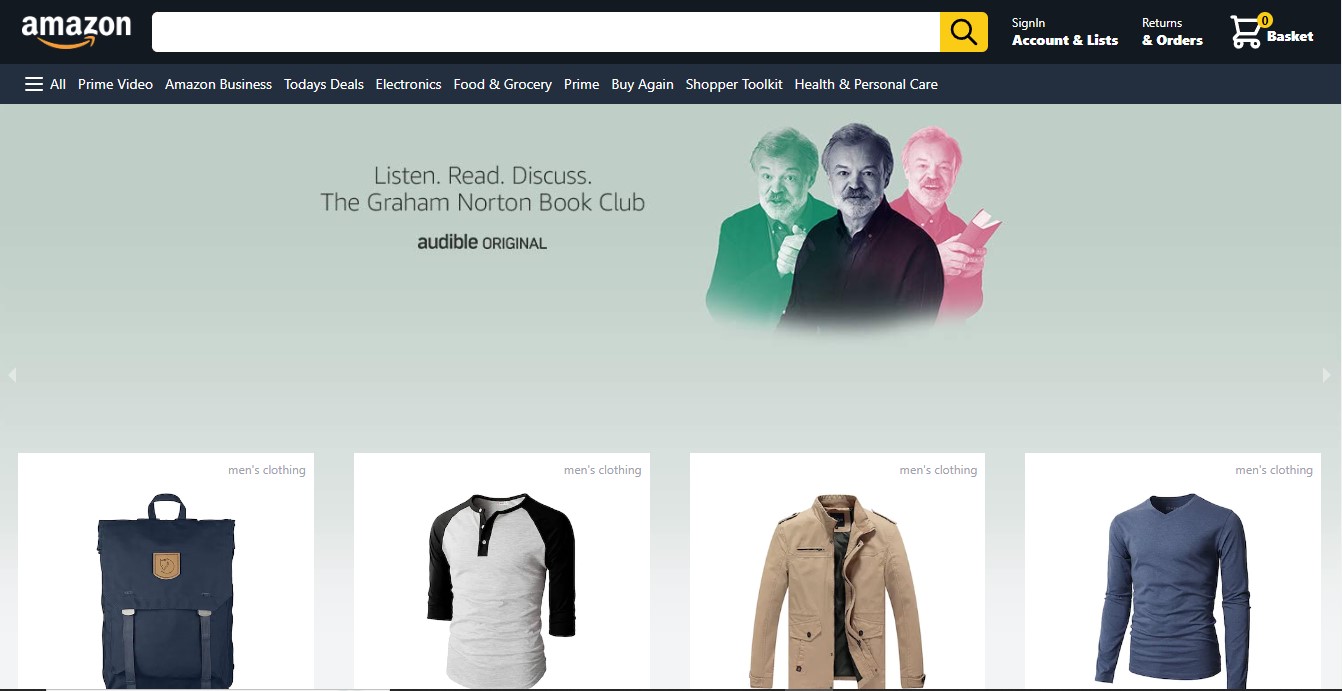 amazon
SignIn
Account & Lists
Returns
& Orders
0
Basket
All Prime Video Amazon Business Todays Deals Electronics Food & Grocery Prime Buy Again Shopper Toolkit Health & Personal Care
Listen. Read. Discuss.
The Graham Norton Book Club
audible ORIGINAL
men's clothing
men's clothing
men's clothing
men's clothing